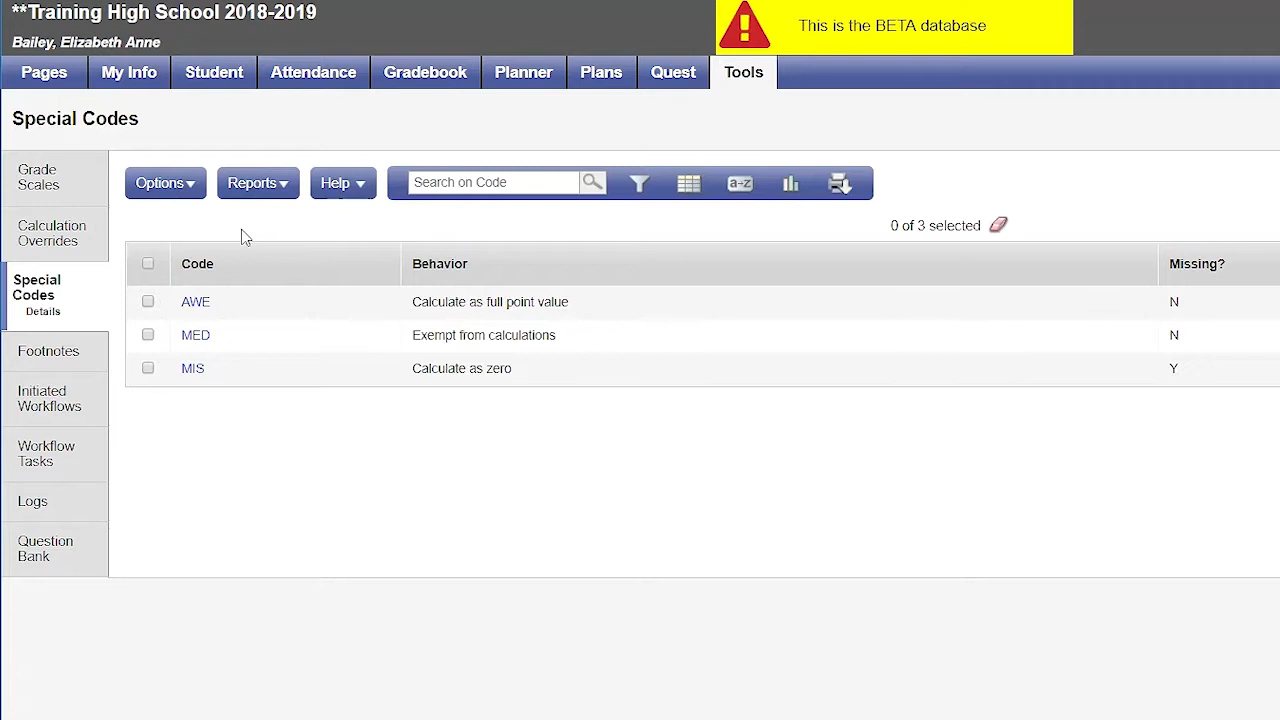 **Training High School 2018-2019
Bailey, Elizabeth Anne
This is the BETA database
Pages My Info Student Attendance Gradebook Planner Plans Quest Tools
Special Codes
Grade
Scales
Calculation
Overrides
Special
Codes
Details
Footnotes
Initiated
Workflows
Workflow
Tasks
Logs
Question
Bank
Options Reports Help Search on Code a-z
0 of 3 selected
Code Behavior Missing?
AWE Calculate as full point value N
MED Exempt from calculations N
MIS Calculate as zero Y